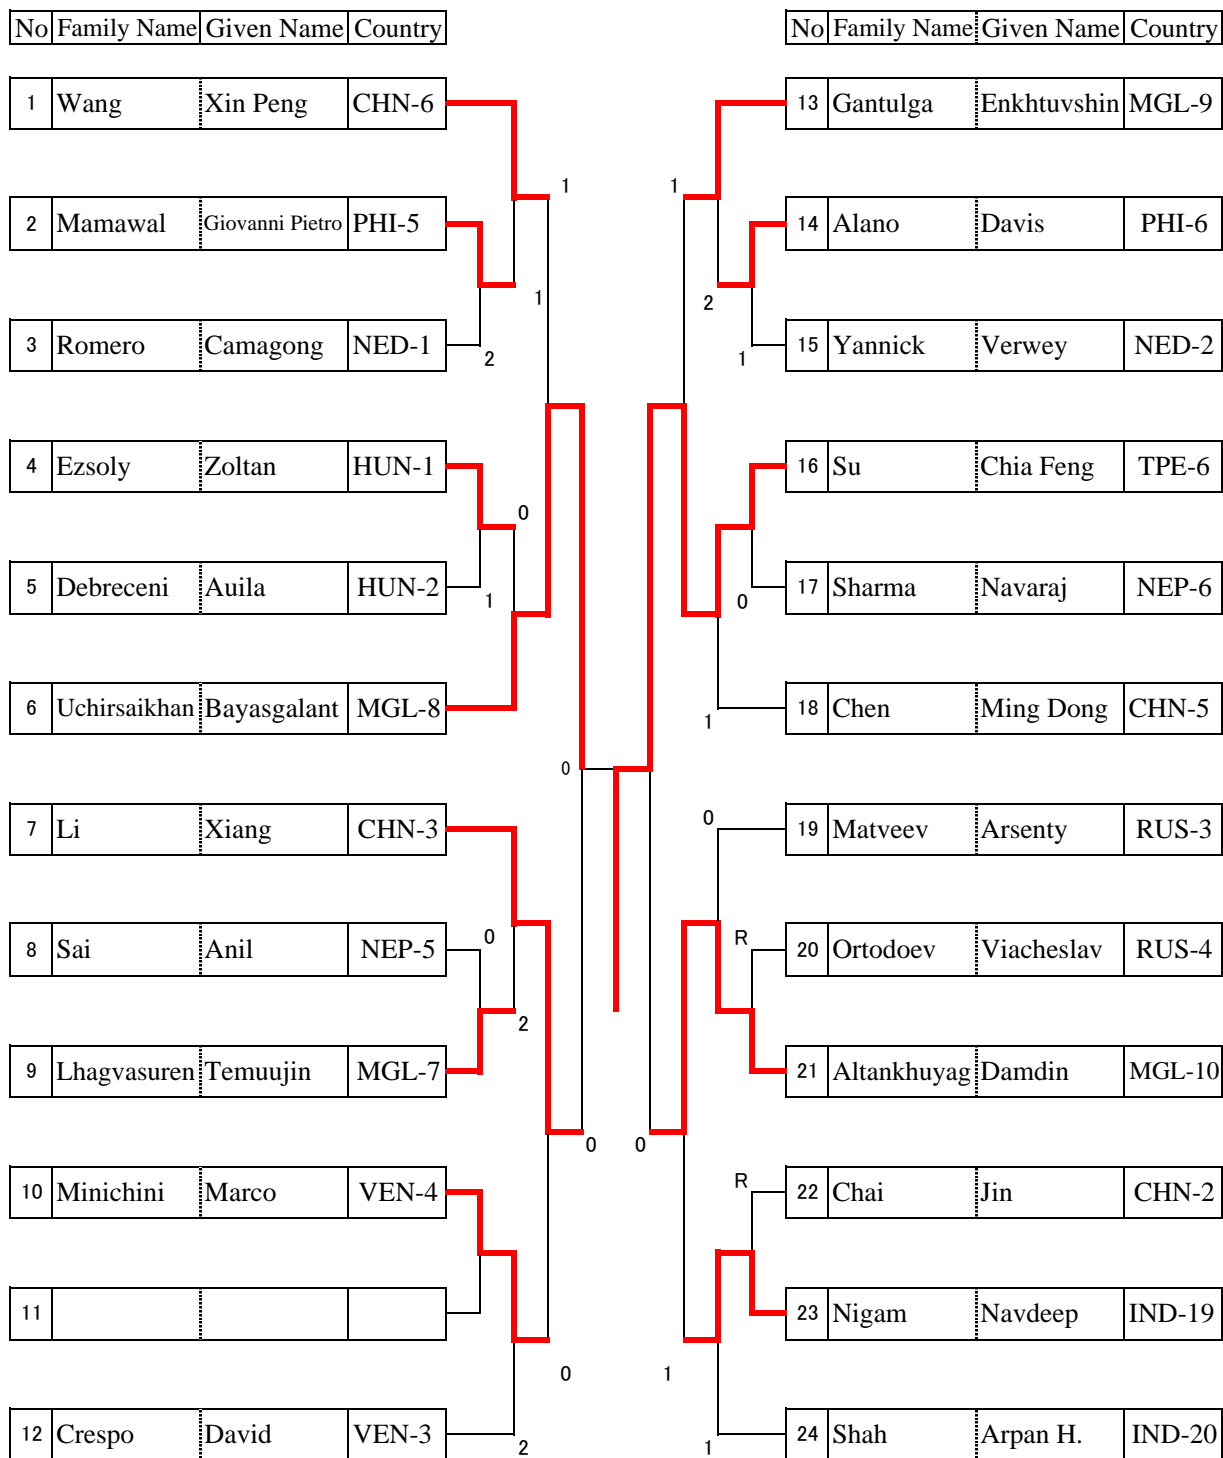 No Family Name Given Name Country
1 Wang Xin Peng CHN-6
1
2 Mamawal Giovanni Pietro PHI-5
1
3 Romero Camagong NED-1
2
4 Ezsoly Zoltan HUN-1
0
5 Debreceni Auila HUN-2
1
6 Uchirsaikhan Bayasgalant MGL-8
0
7 Li Xiang CHN-3
0
8 Sai Anil NEP-5
2
9 Lhagvasuren Temuujin MGL-7
0
10 Minichini Marco VEN-4
11
0
12 Crespo David VEN-3
2
No Family Name Given Name Country
13 Gantulga Enkhtuvshin MGL-9
1
14 Alano Davis PHI-6
2
15 Yannick Verwey NED-2
1
16 Su Chia Feng TPE-6
17 Sharma Navaraj NEP-6
0
18 Chen Ming Dong CHN-5
1
0
19 Matveev Arsenty RUS-3
R
20 Ortodoev Viacheslav RUS-4
21 Altankhuyag Damdin MGL-10
0
R
22 Chai Jin CHN-2
23 Nigam Navdeep IND-19
1
24 Shah Arpan H. IND-20
1